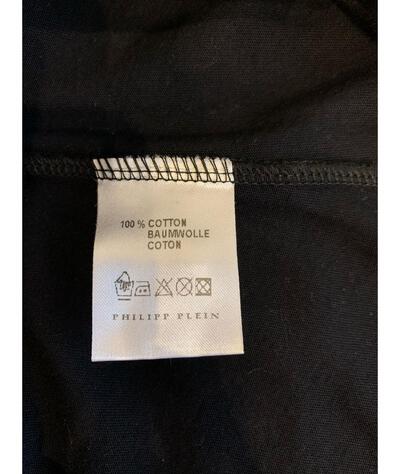 100 % COTTON
BAUMWOLLE
COTON
PHILIPP PLEIN